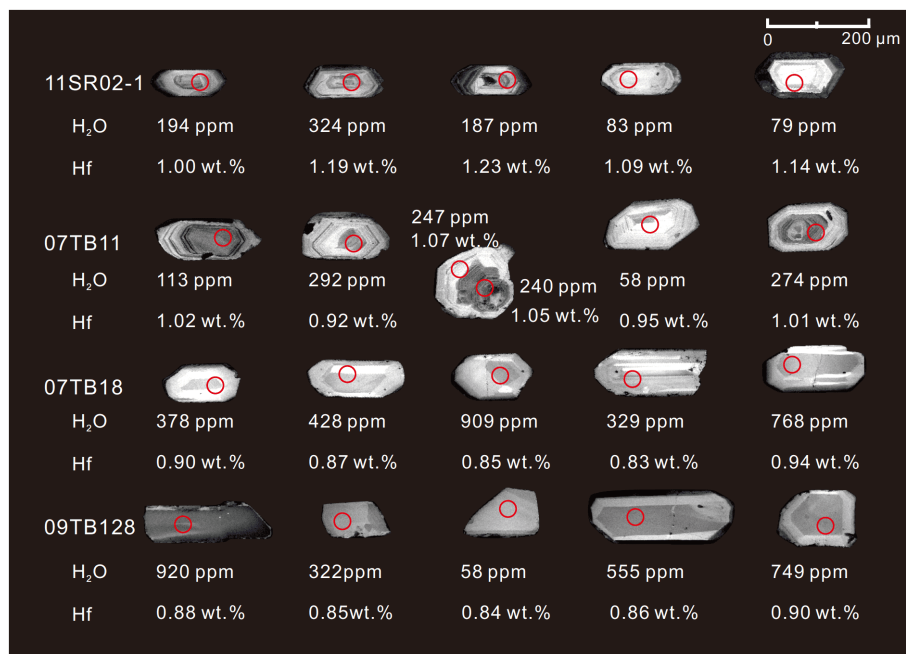 0 200 µm
11SR02-1
H₂O 194 ppm 324 ppm 187 ppm 83 ppm 79 ppm
Hf 1.00 wt.% 1.19 wt.% 1.23 wt.% 1.09 wt.% 1.14 wt.%
247 ppm
1.07 wt.%
07TB11
H₂O 113 ppm 292 ppm 240 ppm 58 ppm 274 ppm
Hf 1.02 wt.% 0.92 wt.% 1.05 wt.% 0.95 wt.% 1.01 wt.%
07TB18
H₂O 378 ppm 428 ppm 909 ppm 329 ppm 768 ppm
Hf 0.90 wt.% 0.87 wt.% 0.85 wt.% 0.83 wt.% 0.94 wt.%
09TB128
H₂O 920 ppm 322ppm 58 ppm 555 ppm 749 ppm
Hf 0.88 wt.% 0.85wt.% 0.84 wt.% 0.86 wt.% 0.90 wt.%